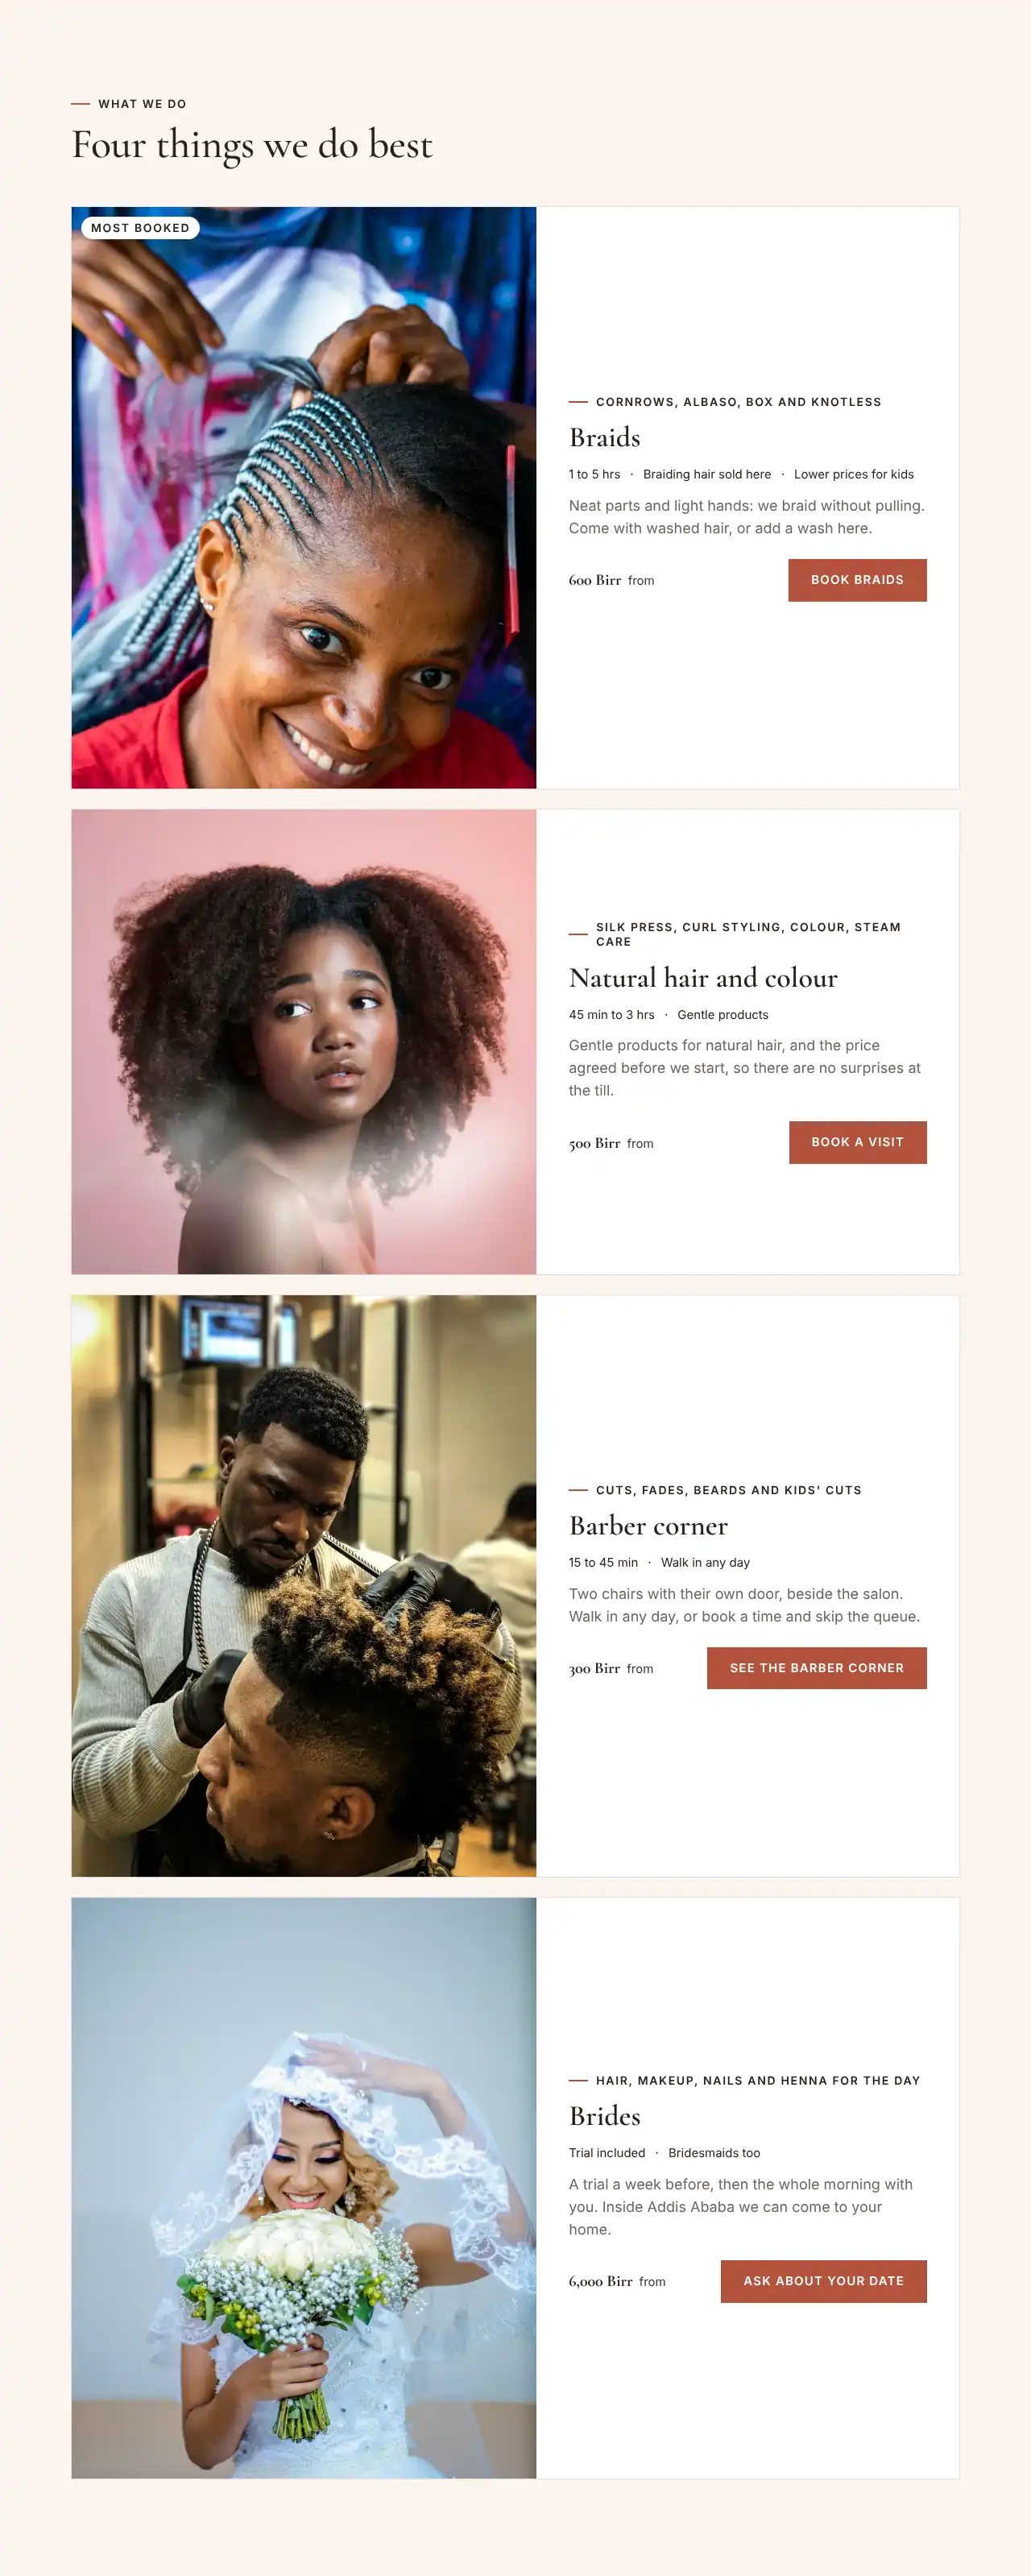 WHAT WE DO
Four things we do best
MOST BOOKED
CORNROWS, ALBASO, BOX AND KNOTLESS
Braids
1 to 5 hrs · Braiding hair sold here · Lower prices for kids
Neat parts and light hands: we braid without pulling.
Come with washed hair, or add a wash here.
600 Birr from
BOOK BRAIDS
SILK PRESS, CURL STYLING, COLOUR, STEAM
CARE
Natural hair and colour
45 min to 3 hrs · Gentle products
Gentle products for natural hair, and the price
agreed before we start, so there are no surprises at
the till.
500 Birr from
BOOK A VISIT
CUTS, FADES, BEARDS AND KIDS' CUTS
Barber corner
15 to 45 min · Walk in any day
Two chairs with their own door, beside the salon.
Walk in any day, or book a time and skip the queue.
300 Birr from
SEE THE BARBER CORNER
HAIR, MAKEUP, NAILS AND HENNA FOR THE DAY
Brides
Trial included · Bridesmaids too
A trial a week before, then the whole morning with
you. Inside Addis Ababa we can come to your
home.
6,000 Birr from
ASK ABOUT YOUR DATE